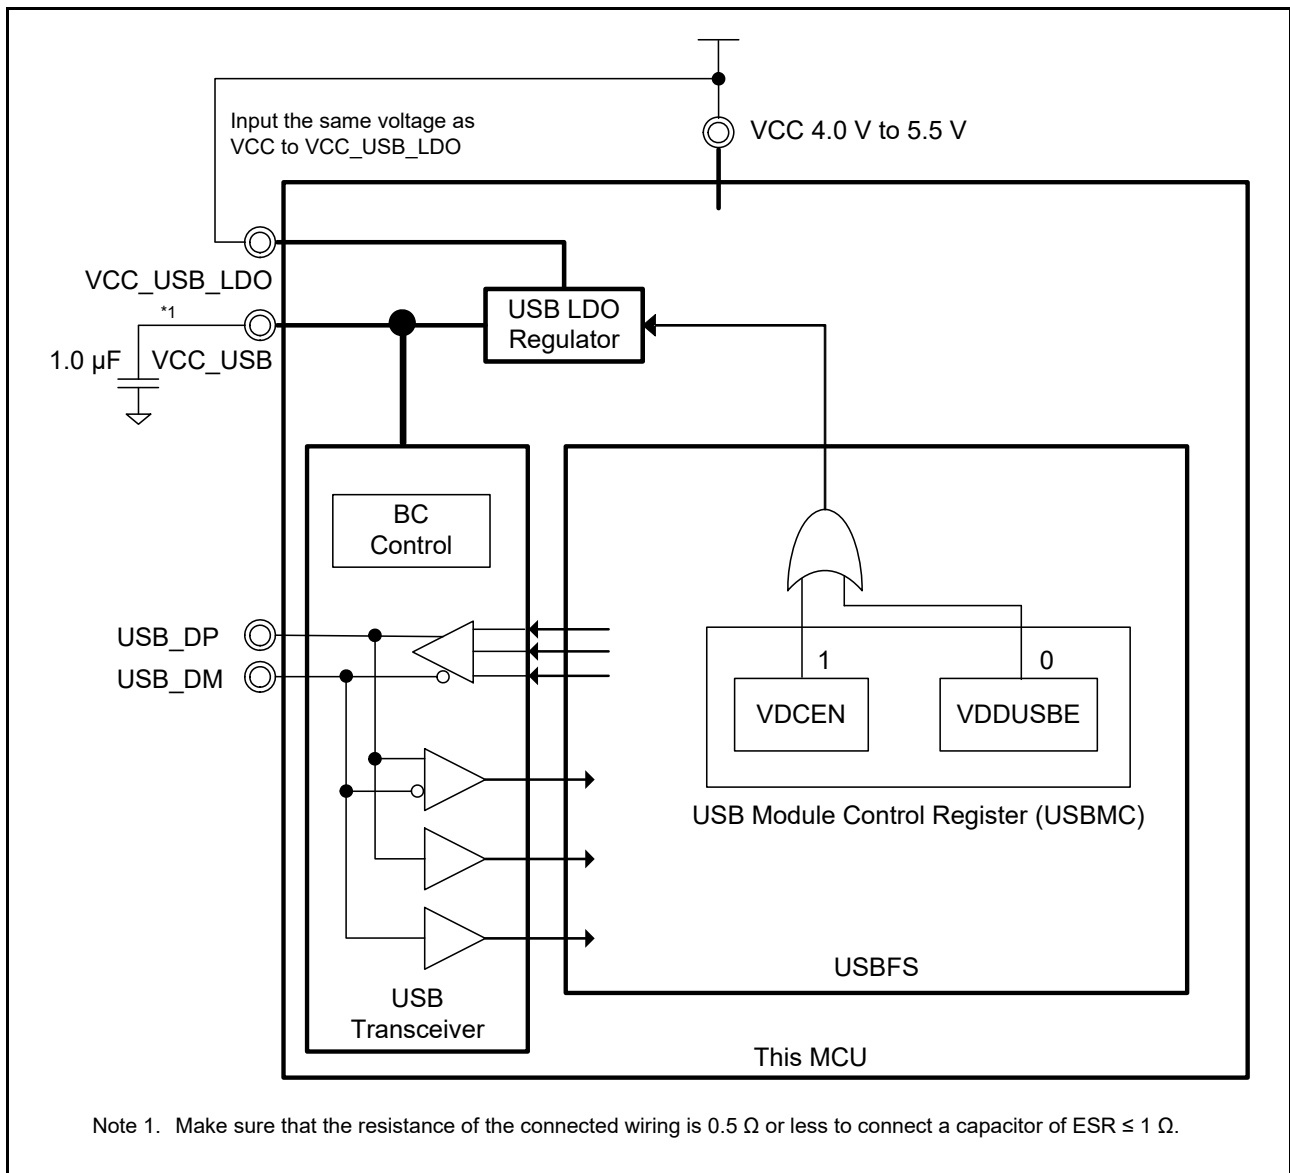 Input the same voltage as
VCC to VCC_USB_LDO
VCC 4.0 V to 5.5 V
VCC_USB_LDO
*1
USB LDO
Regulator
1.0 µF
VCC_USB
BC
Control
USB_DP
USB_DM
1
0
VDCEN
VDDUSBE
USB Module Control Register (USBMC)
USBFS
USB
Transceiver
This MCU
Note 1. Make sure that the resistance of the connected wiring is 0.5 Ω or less to connect a capacitor of ESR ≤ 1 Ω.